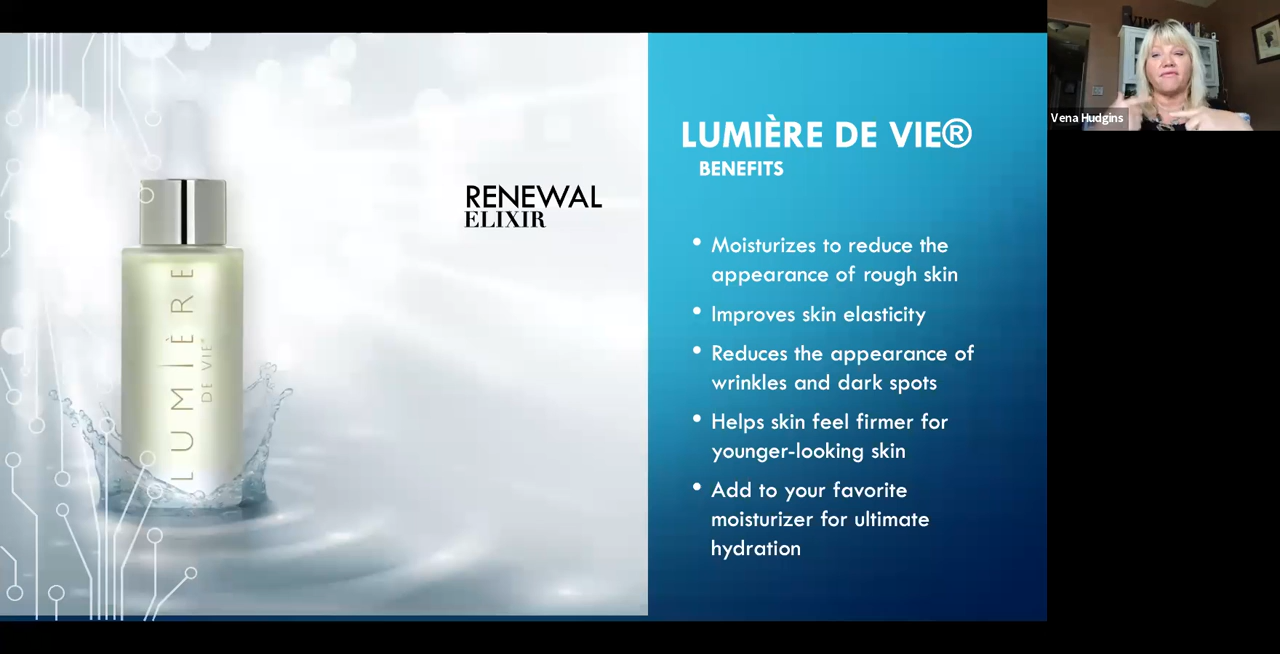 RENEWAL
ELIXIR
LUMIÈRE
DE VIE
LUMIÈRE DE VIE®
BENEFITS
• Moisturizes to reduce the
appearance of rough skin
• Improves skin elasticity
• Reduces the appearance of
wrinkles and dark spots
• Helps skin feel firmer for
younger-looking skin
• Add to your favorite
moisturizer for ultimate
hydration
Vena Hudgins